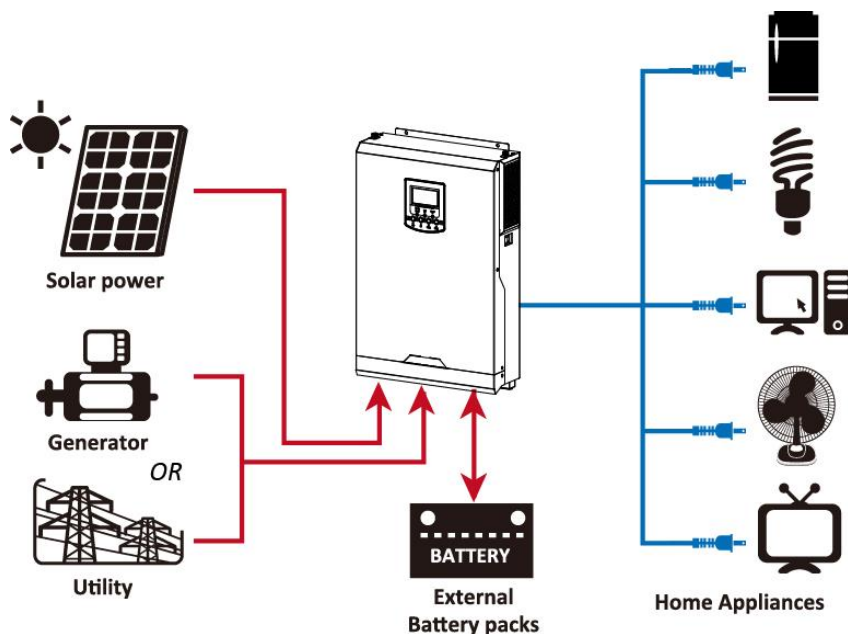 Solar power
Generator
OR
Utility
BATTERY
External
Battery packs
Home Appliances